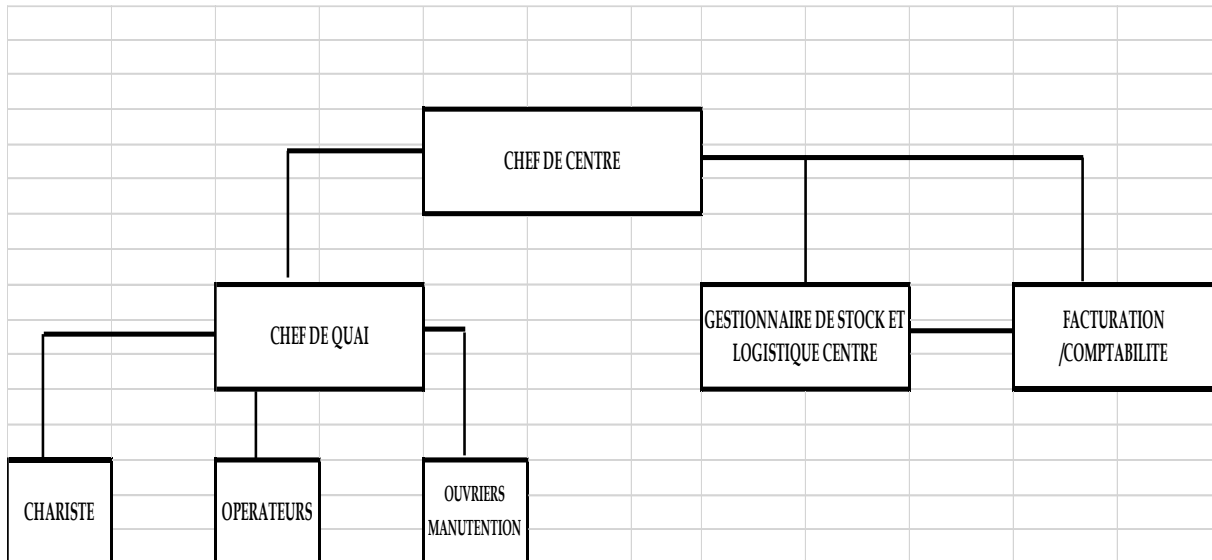 CHEF DE CENTRE
CHEF DE QUAI
GESTIONNAIRE DE STOCK ET
LOGISTIQUE CENTRE
FACTURATION
/COMPTABILITE
CHARISTE
OPERATEURS
OUVRIERS
MANUTENTION